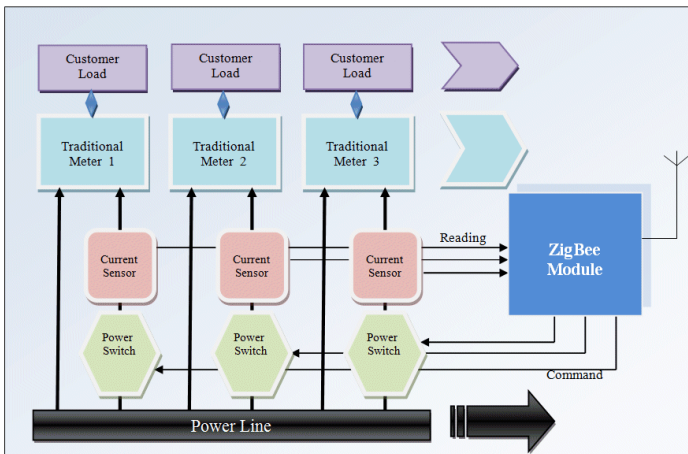 Customer
Load
Customer
Load
Customer
Load
Traditional
Meter 1
Traditional
Meter 2
Traditional
Meter 3
Reading
ZigBee
Module
Current
Sensor
Current
Sensor
Current
Sensor
Power
Switch
Power
Switch
Power
Switch
Command
Power Line